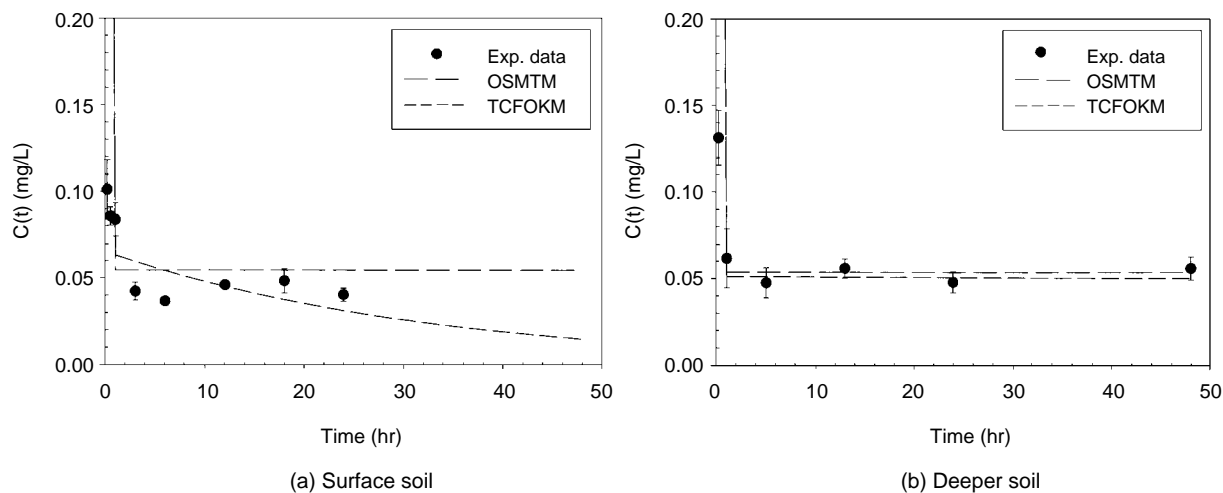 0.20
0.15
0.10
0.05
0.00
C(t) (mg/L)
Exp. data
OSMTM
TCFOKM
0 10 20 30 40 50
Time (hr)
(a) Surface soil
0.20
0.15
0.10
0.05
0.00
C(t) (mg/L)
Exp. data
OSMTM
TCFOKM
0 10 20 30 40 50
Time (hr)
(b) Deeper soil